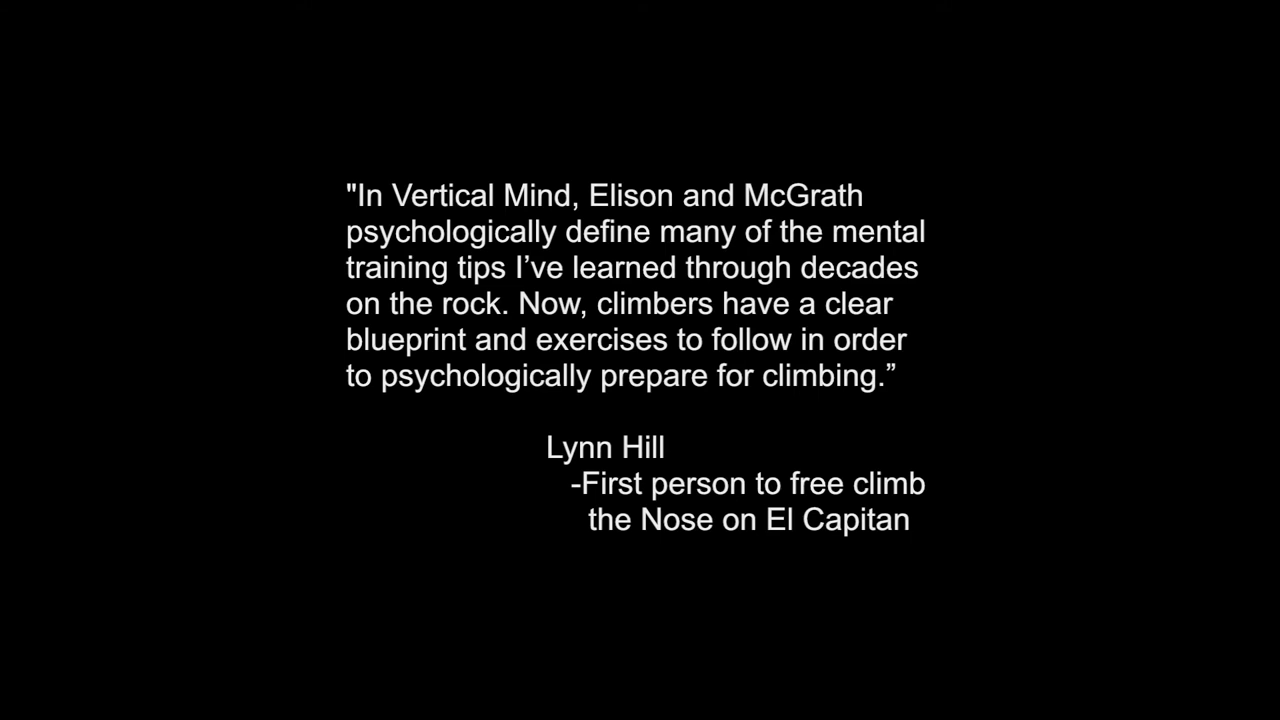 "In Vertical Mind, Elison and McGrath
psychologically define many of the mental
training tips I’ve learned through decades
on the rock. Now, climbers have a clear
blueprint and exercises to follow in order
to psychologically prepare for climbing.”
Lynn Hill
-First person to free climb
the Nose on El Capitan